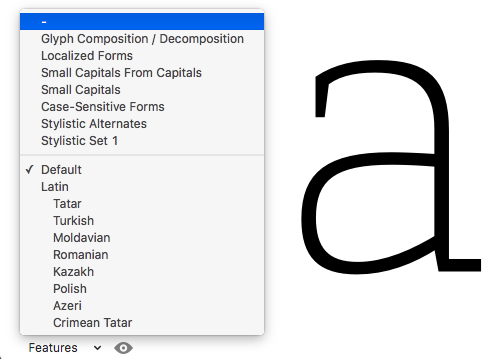 -
Glyph Composition / Decomposition
Localized Forms
Small Capitals From Capitals
Small Capitals
Case-Sensitive Forms
Stylistic Alternates
Stylistic Set 1
✓ Default
Latin
Tatar
Turkish
Moldavian
Romanian
Kazakh
Polish
Azeri
Crimean Tatar
Features
a